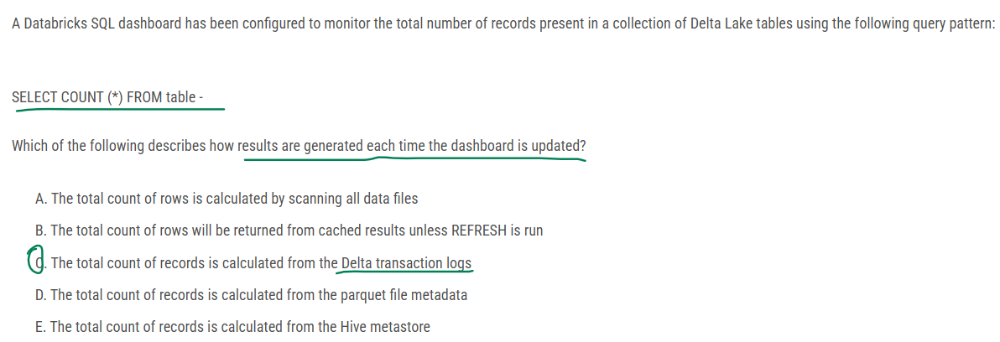 A Databricks SQL dashboard has been configured to monitor the total number of records present in a collection of Delta Lake tables using the following query pattern:
SELECT COUNT (*) FROM table -
Which of the following describes how results are generated each time the dashboard is updated?
A. The total count of rows is calculated by scanning all data files
B. The total count of rows will be returned from cached results unless REFRESH is run
C. The total count of records is calculated from the Delta transaction logs
D. The total count of records is calculated from the parquet file metadata
E. The total count of records is calculated from the Hive metastore